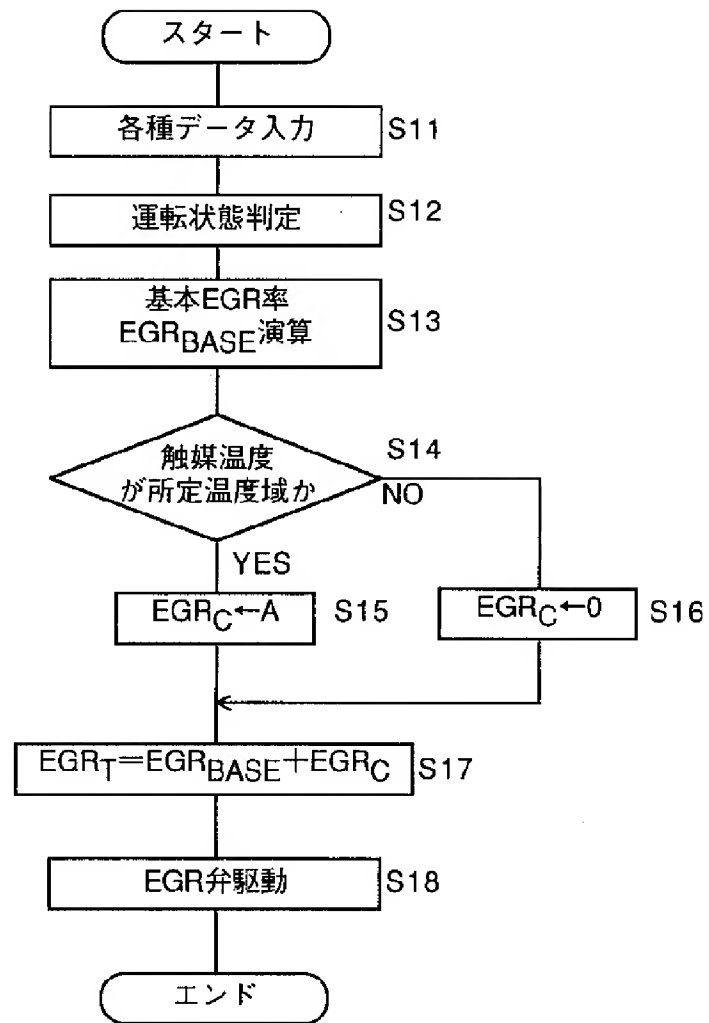 スタート
各種データ入力 S11
運転状態判定 S12
基本EGR率
EGRBASE演算 S13
触媒温度
が所定温度域か S14
NO
YES
EGRC←A S15
EGRC←0 S16
EGRT=EGRBASE+EGRC S17
EGR弁駆動 S18
エンド